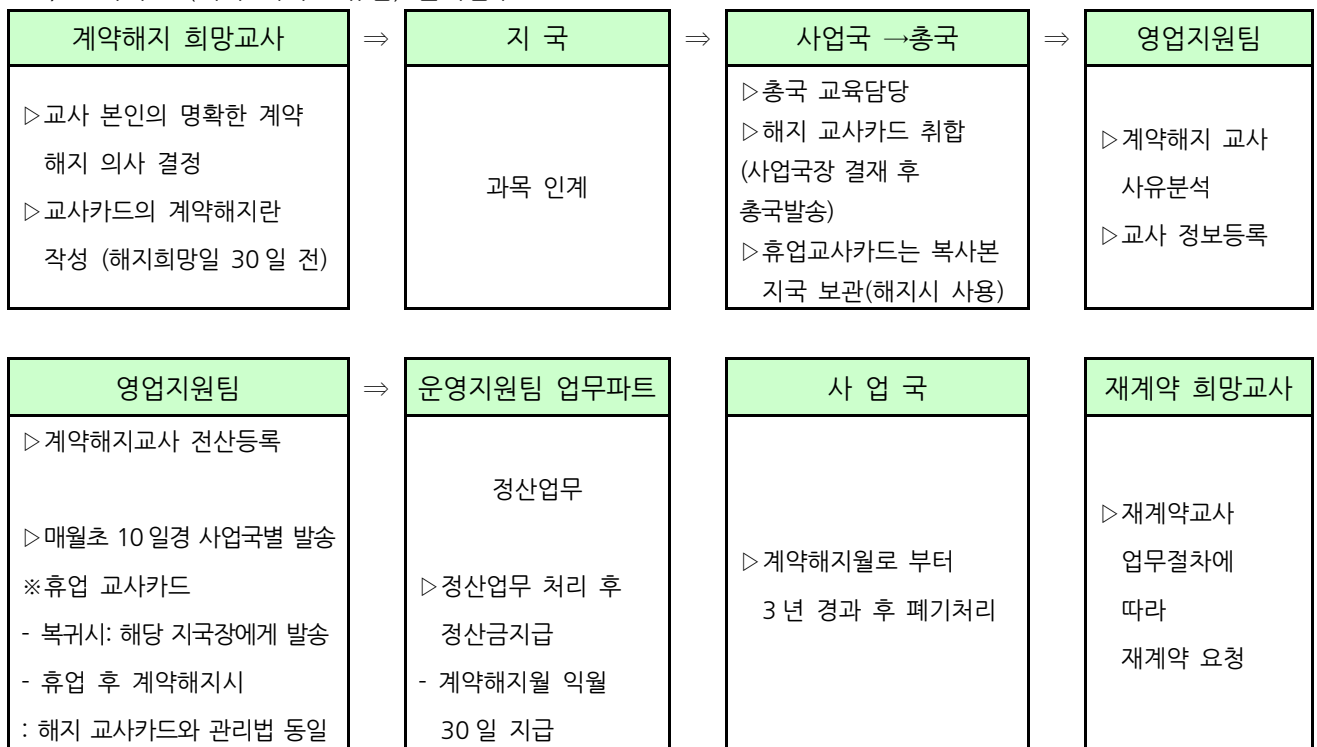 계약해지 희망교사 ⇒ 지 국 ⇒ 사업국 →총국 ⇒ 영업지원팀
▷교사 본인의 명확한 계약
해지 의사 결정
▷교사카드의 계약해지란
작성 (해지희망일 30일 전)
과목 인계
▷총국 교육담당
▷해지 교사카드 취합
(사업국장 결재 후
총국발송)
▷휴업교사카드는 복사본
지국 보관(해지시 사용)
▷계약해지 교사
사유분석
▷교사 정보등록
영업지원팀 ⇒ 운영지원팀 업무파트
사 업 국
재계약 희망교사
▷계약해지교사 전산등록
▷매월초 10일경 사업국별 발송
※휴업 교사카드
- 복귀시: 해당 지국장에게 발송
- 휴업 후 계약해지시
: 해지 교사카드와 관리법 동일
정산업무
▷정산업무 처리 후
정산금지급
- 계약해지월 익월
30일 지급
▷계약해지월로 부터
3년 경과 후 폐기처리
▷재계약교사
업무절차에
따라
재계약 요청